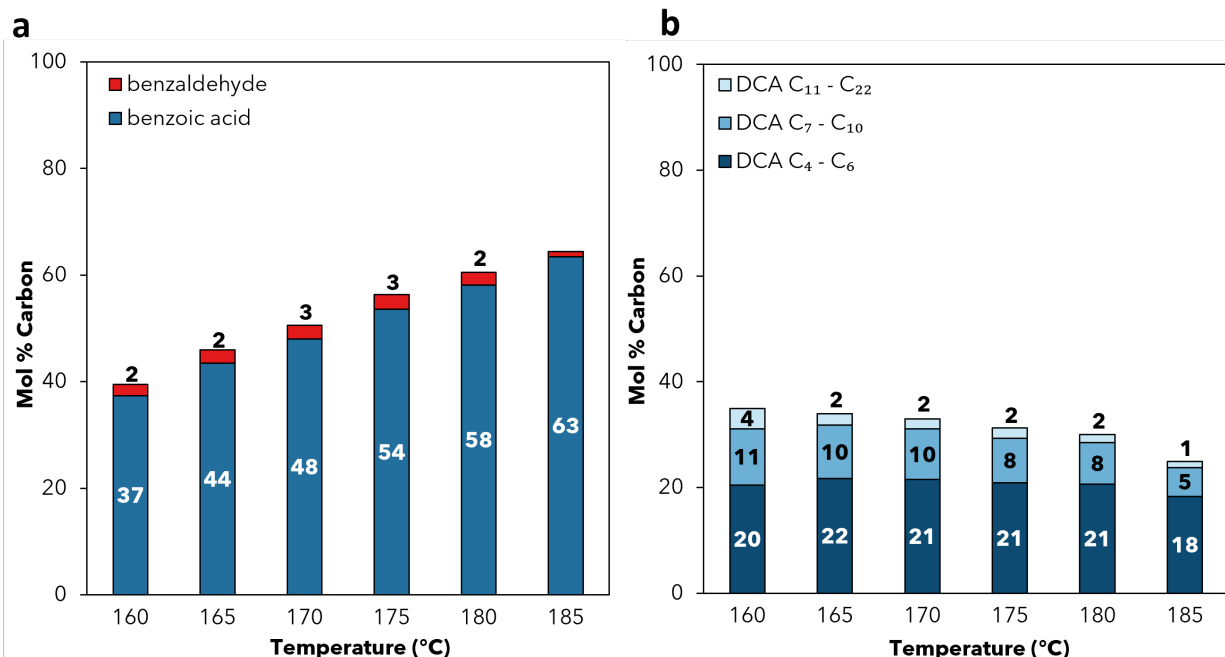 a
100
80
60
40
20
0
Mol % Carbon
benzaldehyde
benzoic acid
2
2
3
3
2
37
44
48
54
58
63
160 165 170 175 180 185
Temperature (°C)
b
100
80
60
40
20
0
Mol % Carbon
DCA C₁₁ - C₂₂
DCA C₇ - C₁₀
DCA C₄ - C₆
4 2 2 2 2 1
11 10 10 8 8 5
20 22 21 21 21 18
160 165 170 175 180 185
Temperature (°C)